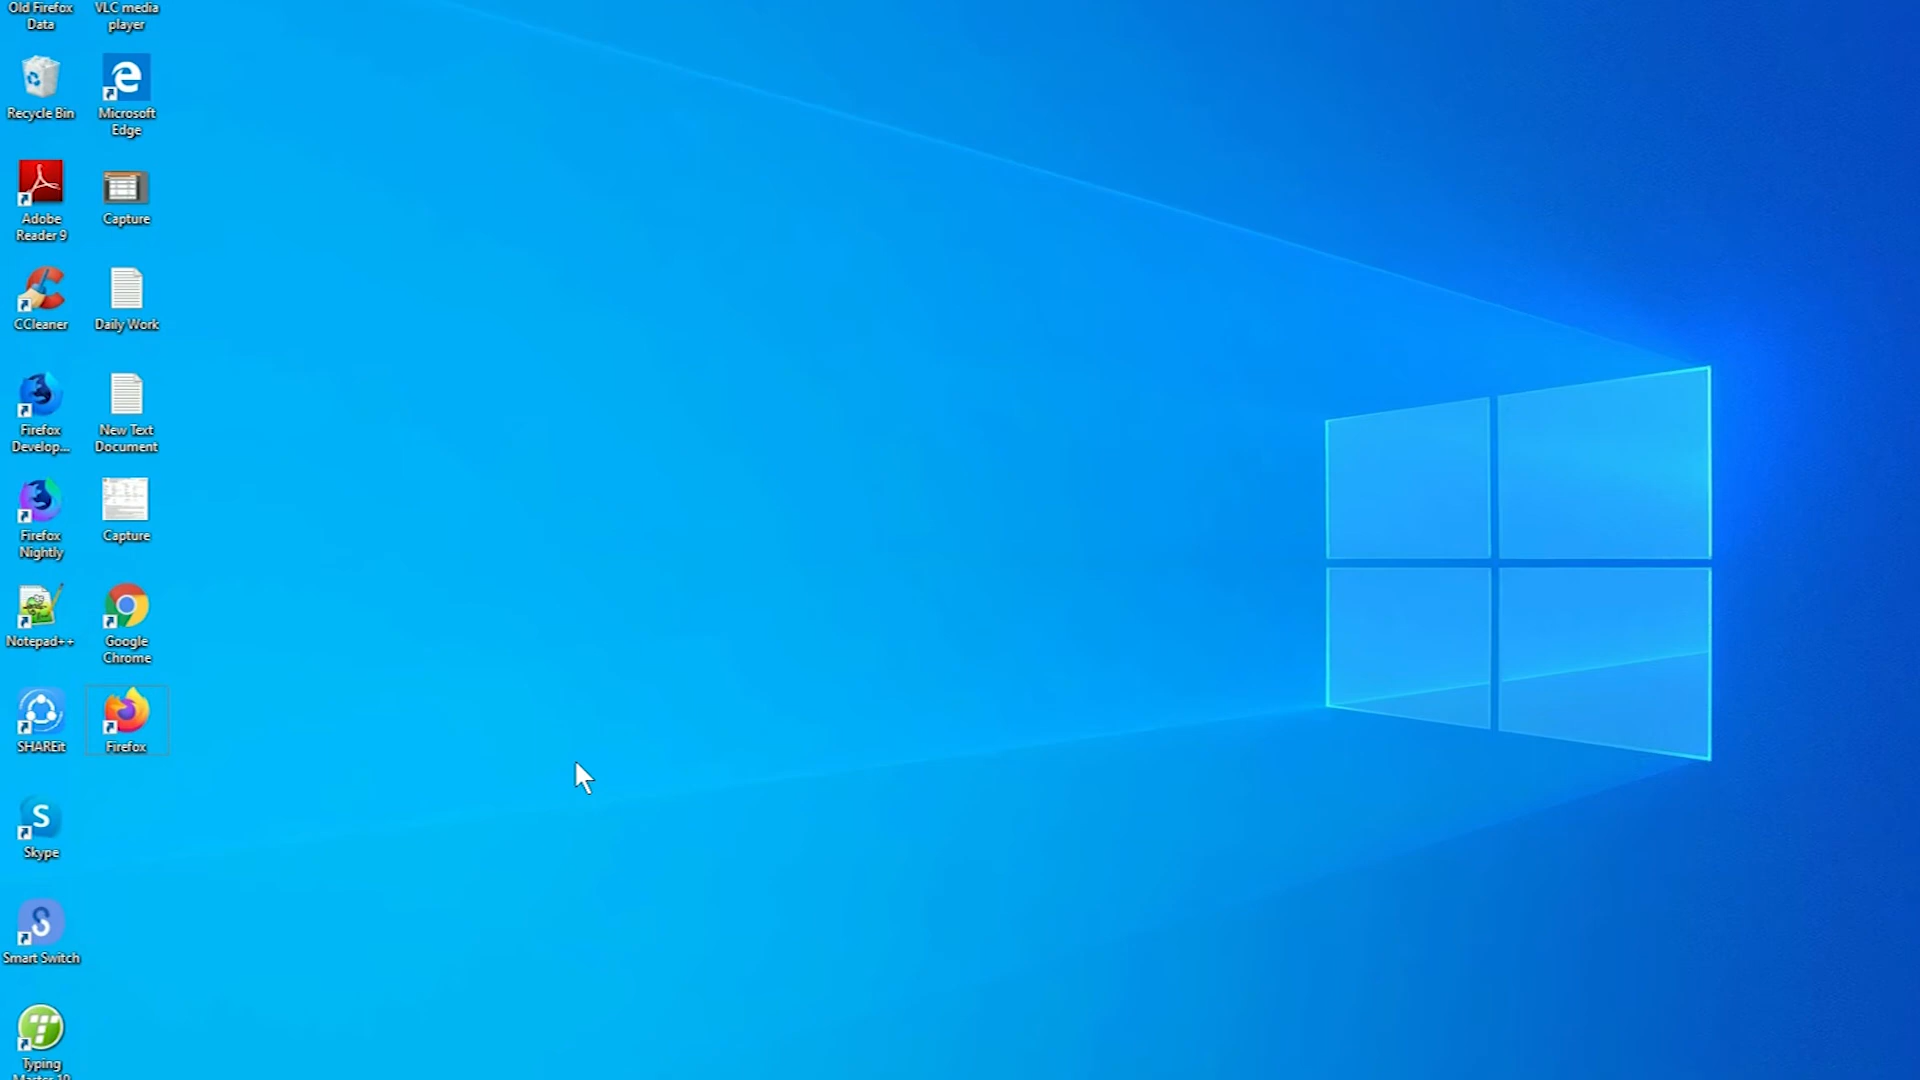 Old Firefox
Data
VLC media
player
Recycle Bin
Microsoft
Edge
Adobe
Reader 9
Capture
CCleaner
Daily Work
Firefox
Develop...
New Text
Document
Firefox
Nightly
Capture
Notepad++
Google
Chrome
SHAREit
Firefox
Skype
Smart Switch
Typing
Master 10